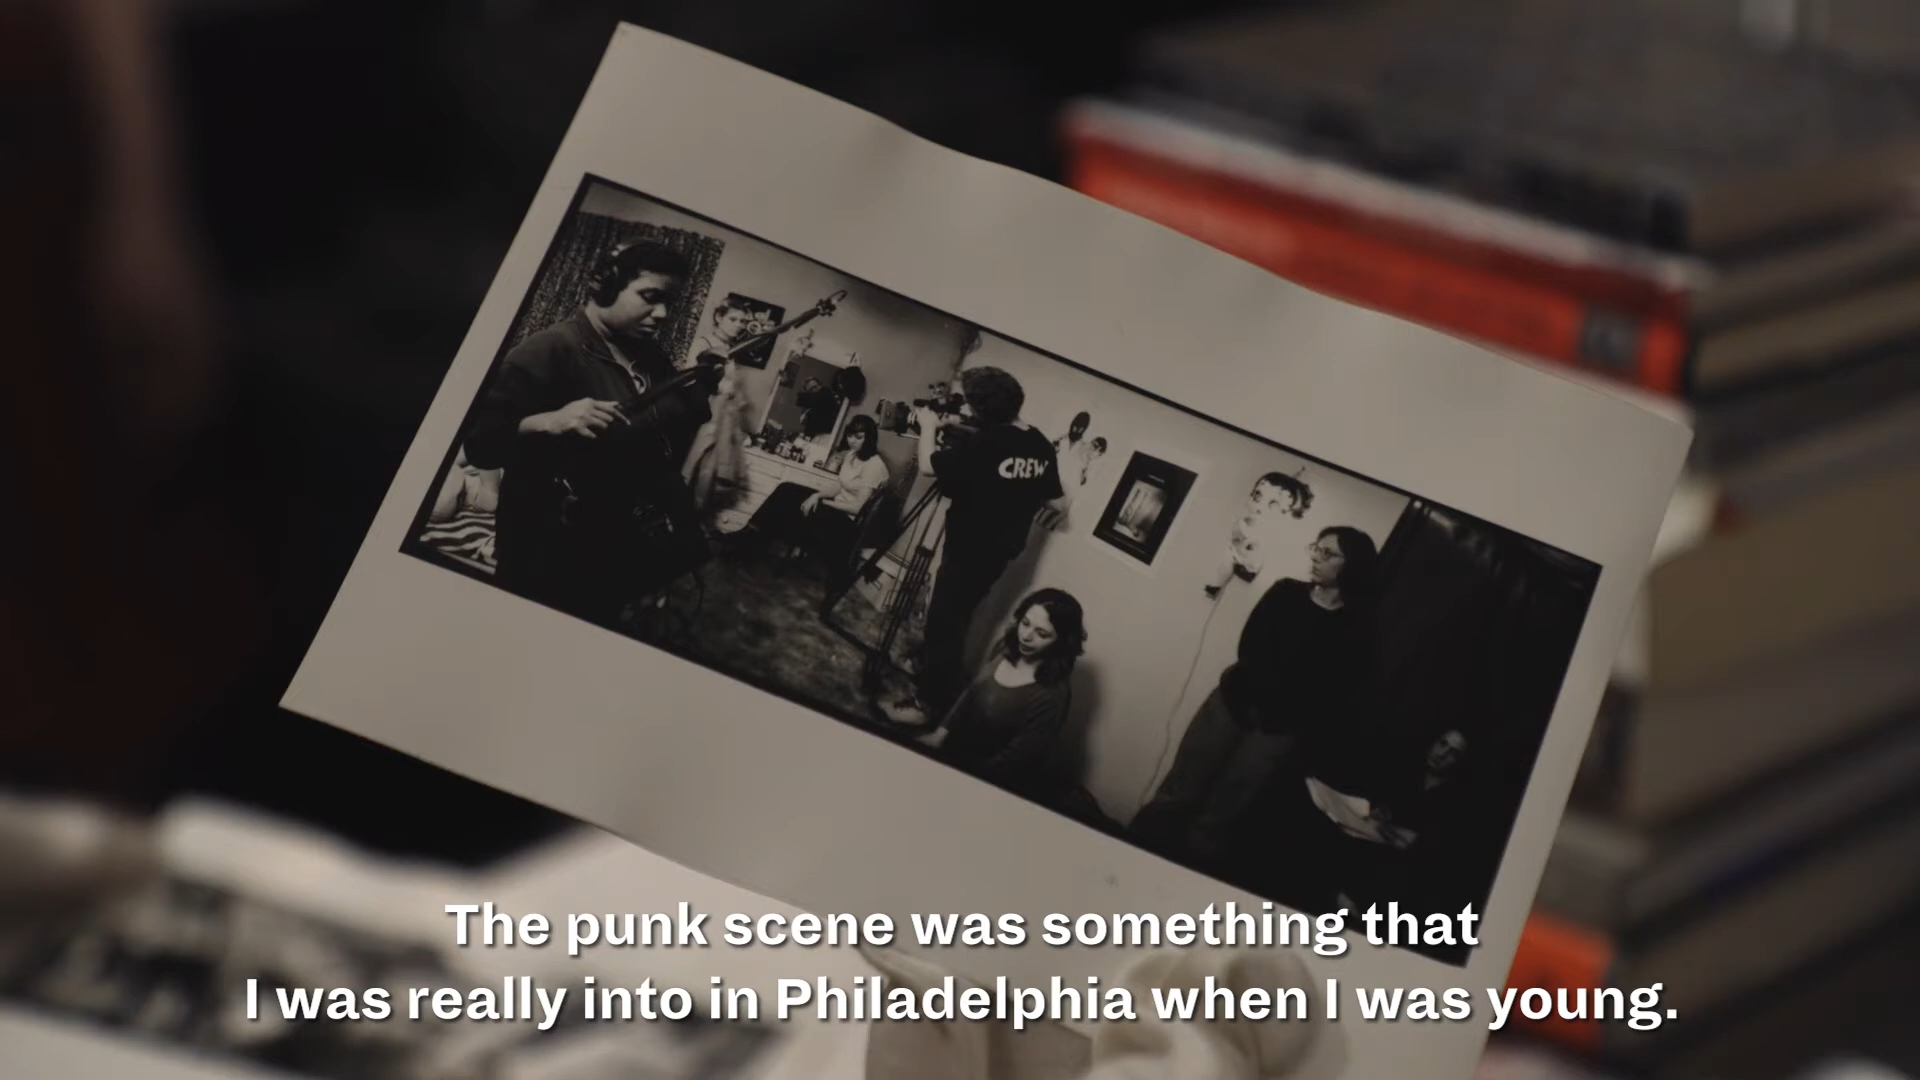 CREW
The punk scene was something that
I was really into in Philadelphia when I was young.